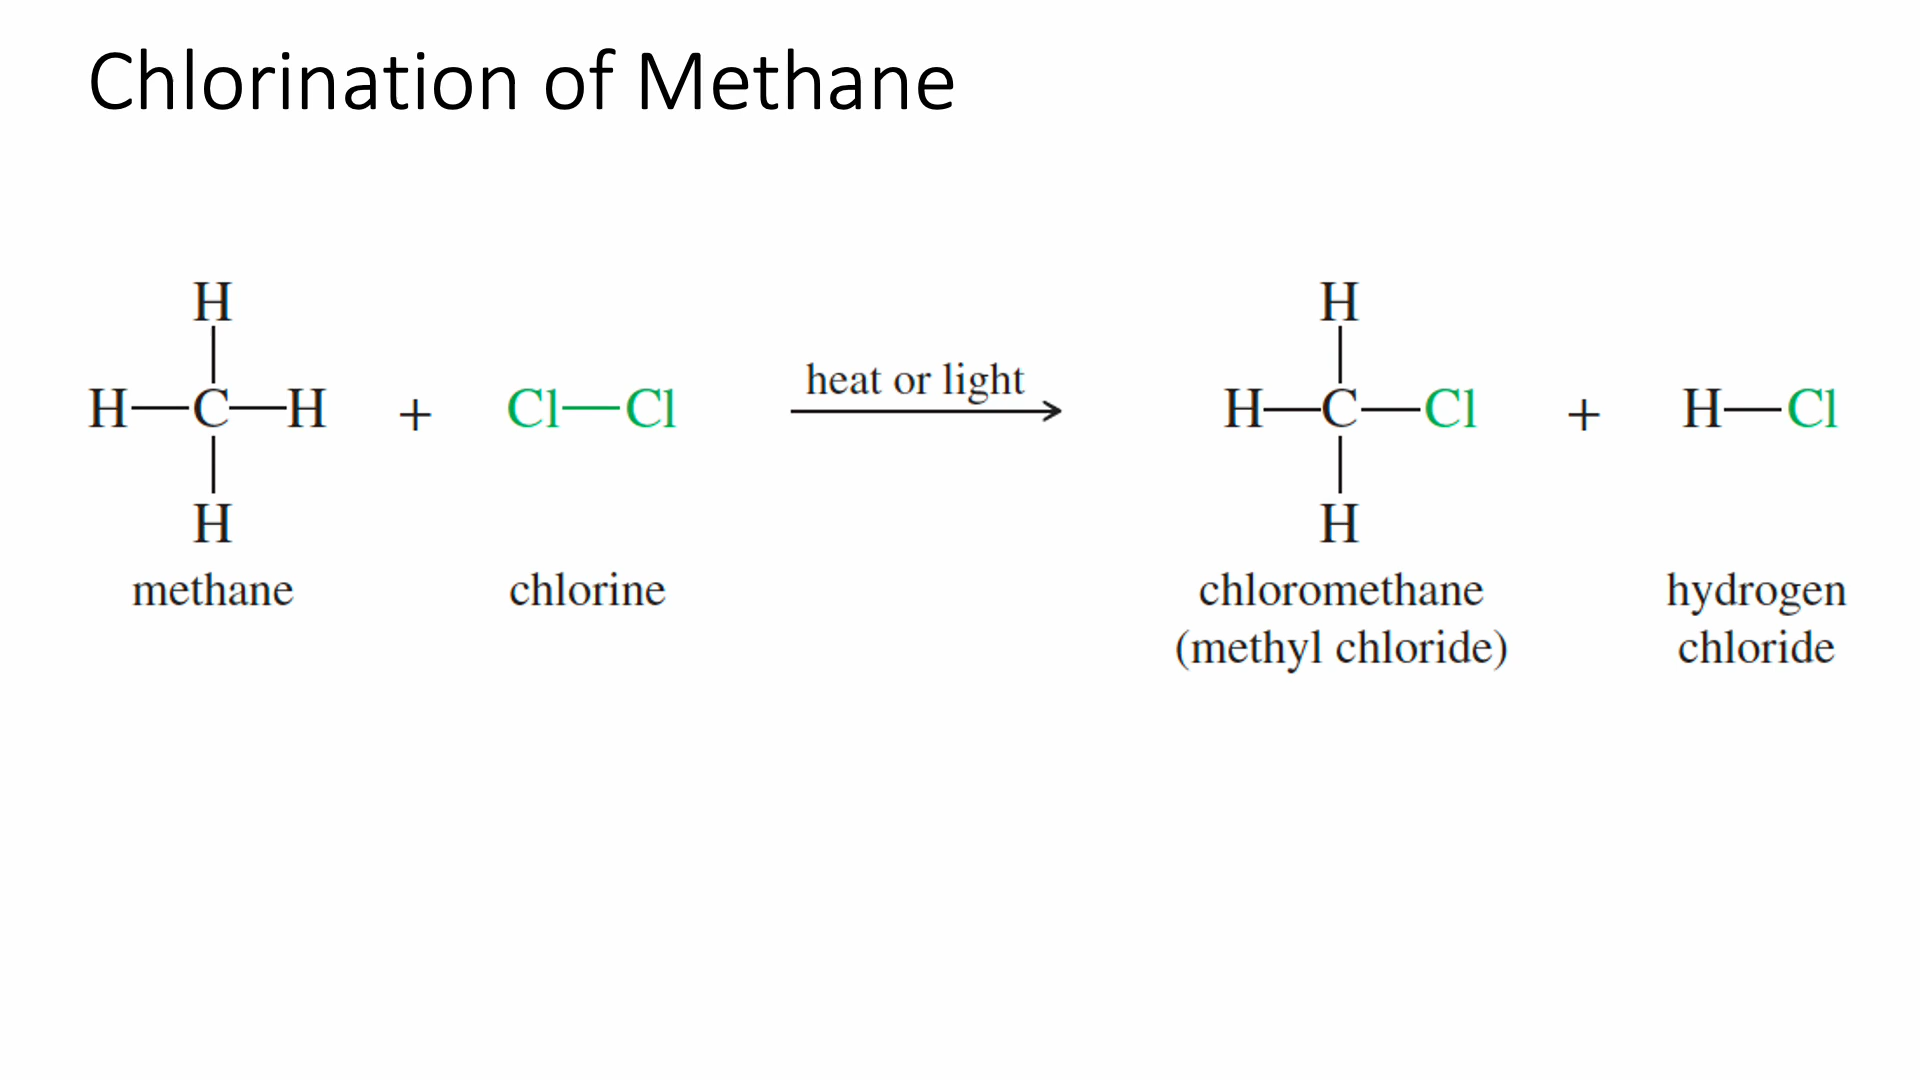 Chlorination of Methane
H H
H—C—H + Cl—Cl heat or light H—C—Cl + H—Cl
H H
methane chlorine chloromethane hydrogen
(methyl chloride) chloride